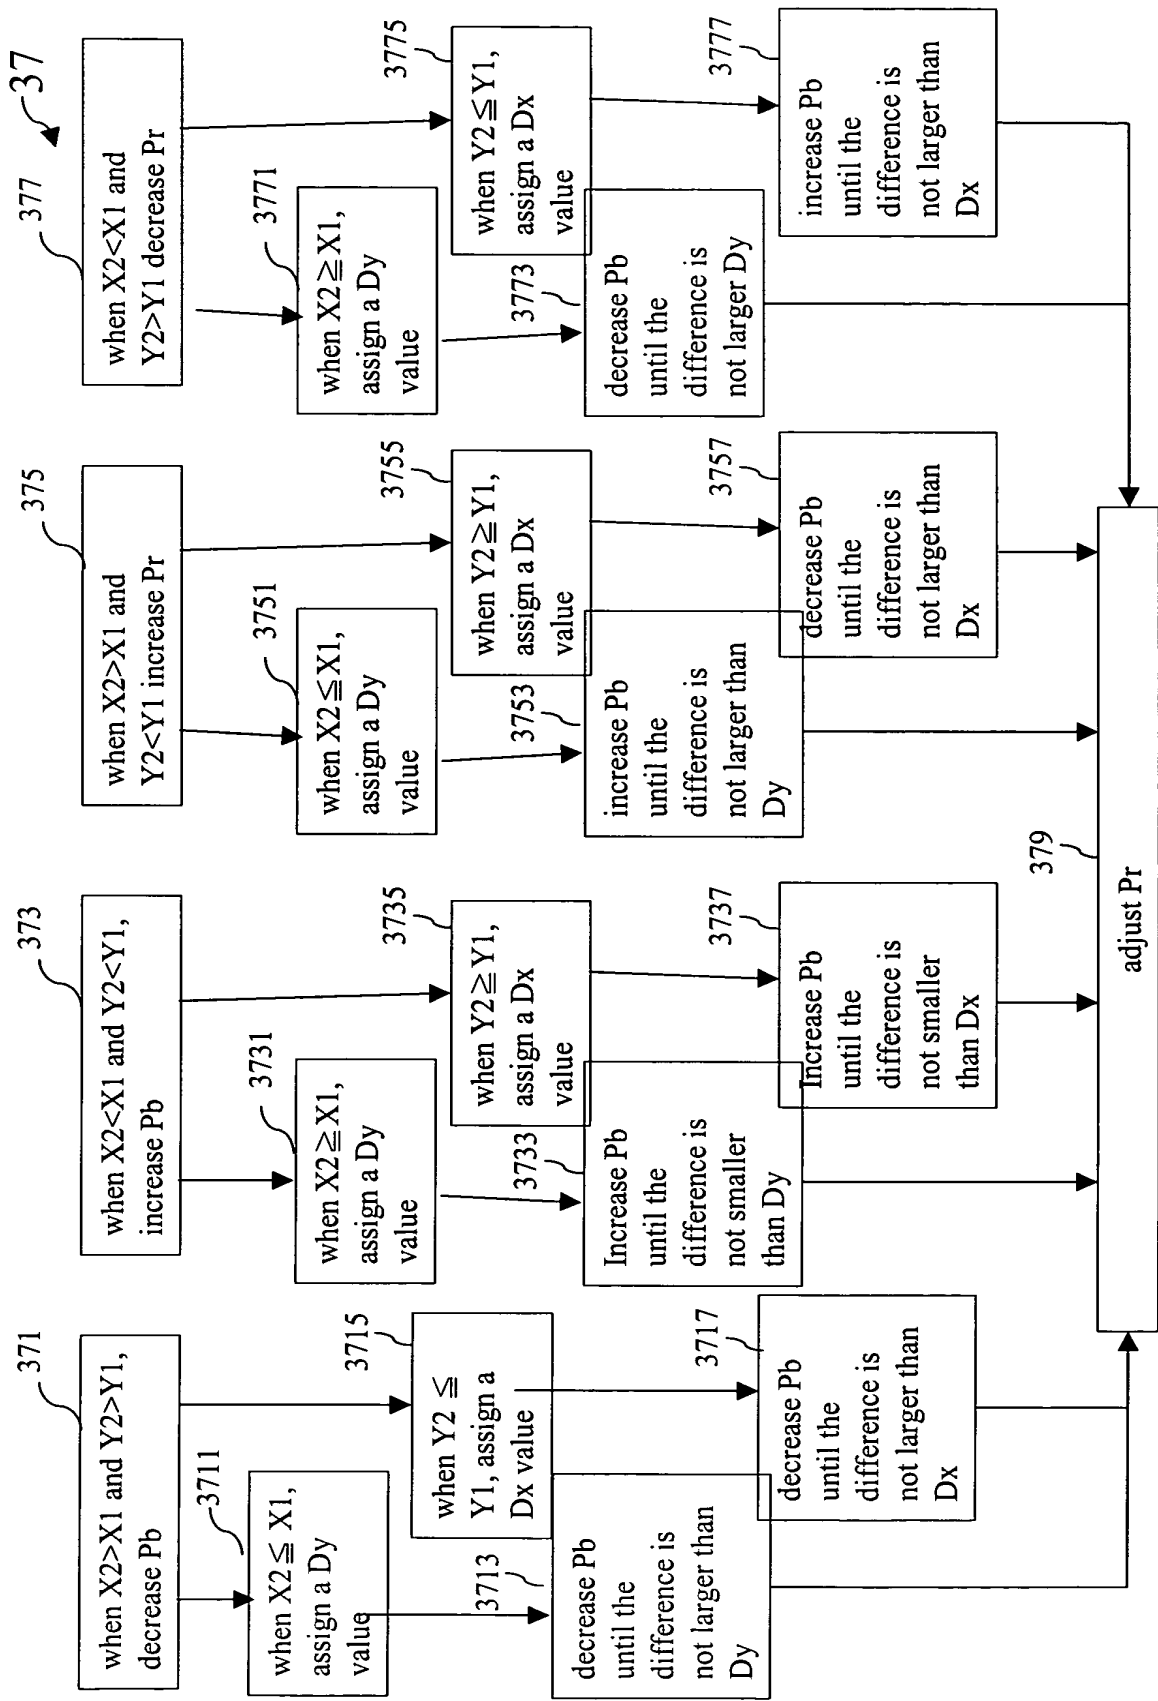 37
371
when X2>X1 and Y2>Y1,
decrease Pb
3711
when X2≦ X1,
assign a Dy
value
3713
decrease Pb
until the
difference is
not larger than
Dy
3715
when Y2 ≦
Y1, assign a
Dx value
3717
decrease Pb
until the
difference is
not larger than
Dx
373
when X2<X1 and Y2<Y1,
increase Pb
3731
when X2≧X1,
assign a Dy
value
3733
Increase Pb
until the
difference is
not smaller
than Dy
3735
when Y2≧Y1,
assign a Dx
value
3737
Increase Pb
until the
difference is
not smaller
than Dx
375
when X2>X1 and
Y2<Y1 increase Pr
3751
when X2≦X1,
assign a Dy
value
3753
increase Pb
until the
difference is
not larger than
Dy
3755
when Y2≧Y1,
assign a Dx
value
3757
decrease Pb
until the
difference is
not larger than
Dx
377
when X2<X1 and
Y2>Y1 decrease Pr
3771
when X2≧X1,
assign a Dy
value
3773
decrease Pb
until the
difference is
not larger Dy
3775
when Y2≦Y1,
assign a Dx
value
3777
increase Pb
until the
difference is
not larger than
Dx
379
adjust Pr